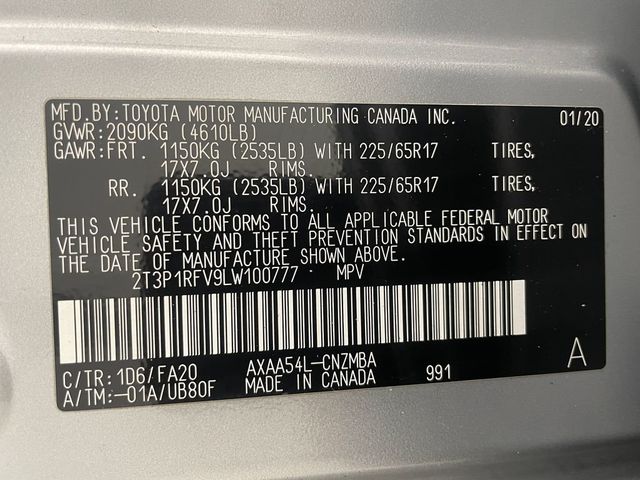 MFD.BY:TOYOTA MOTOR MANUFACTURING CANADA INC. 01/20
GVWR:2090KG (4610LB)
GAWR:FRT. 1150KG (2535LB) WITH 225/65R17 TIRES,
17X7.0J RIMS.
RR. 1150KG (2535LB) WITH 225/65R17 TIRES,
17X7.0J RIMS.
THIS VEHICLE CONFORMS TO ALL APPLICABLE FEDERAL MOTOR
VEHICLE SAFETY AND THEFT PREVENTION STANDARDS IN EFFECT ON
THE DATE OF MANUFACTURE SHOWN ABOVE.
2T3P1RFV9LW100777 MPV
C/TR:1D6/FA20 AXAA54L-CNZMBA A
A/TM:-01A/UB80F MADE IN CANADA 991